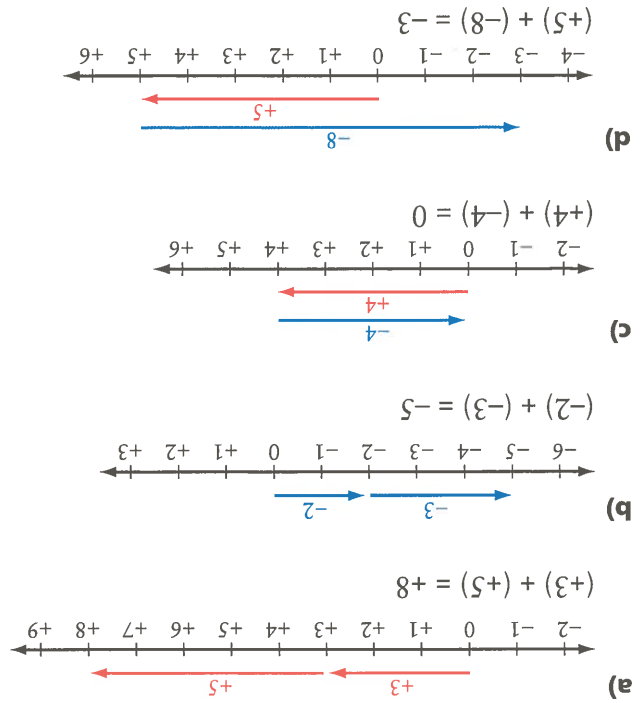 a)
+3 +5
-2 -1 0 +1 +2 +3 +4 +5 +6 +7 +8 +9
(+3) + (+5) = +8
b)
-3 -2
-6 -5 -4 -3 -2 -1 0 +1 +2 +3
(-2) + (-3) = -5
c)
-4
+4
-2 -1 0 +1 +2 +3 +4 +5 +6
(+4) + (-4) = 0
d)
-8
+5
-4 -3 -2 -1 0 +1 +2 +3 +4 +5 +6
(+5) + (-8) = -3